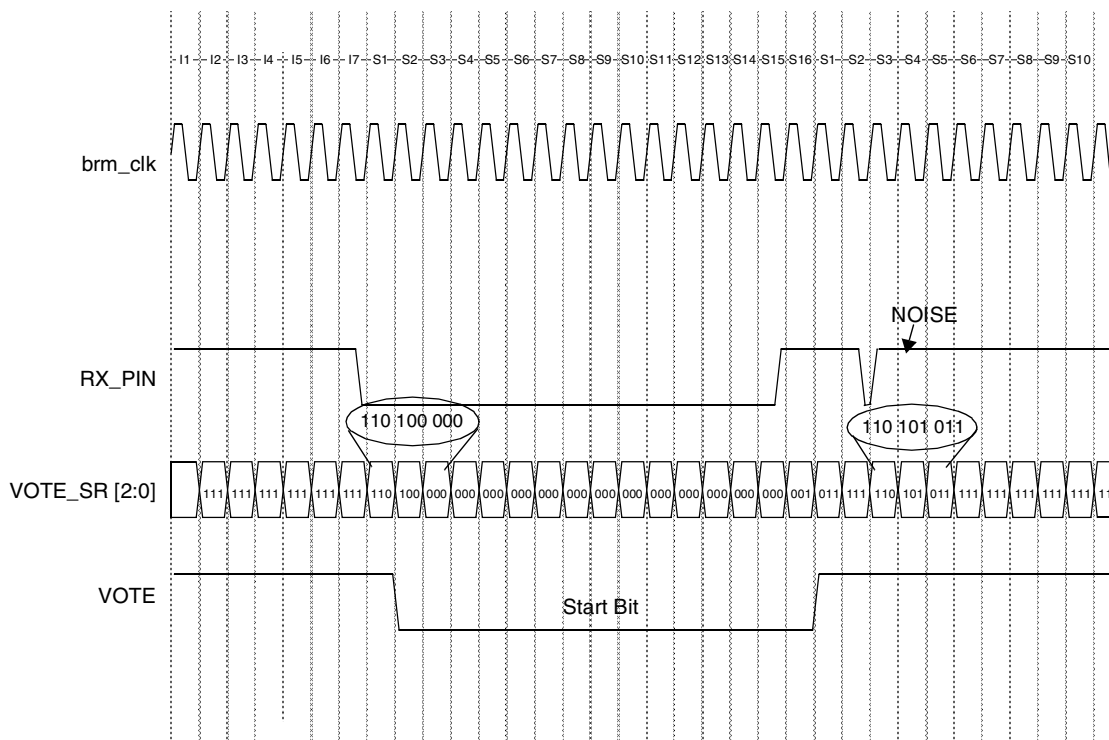 I1 I2 I3 I4 I5 I6 I7 S1 S2 S3 S4 S5 S6 S7 S8 S9 S10 S11 S12 S13 S14 S15 S16 S1 S2 S3 S4 S5 S6 S7 S8 S9 S10
brm_clk
NOISE
RX_PIN
110 100 000
110 101 011
VOTE_SR [2:0]
111 111 111 111 111 111 110 100 000 000 000 000 000 000 000 000 000 000 000 000 000 001 011 111 110 101 011 111 111 111 111 111 11
VOTE
Start Bit